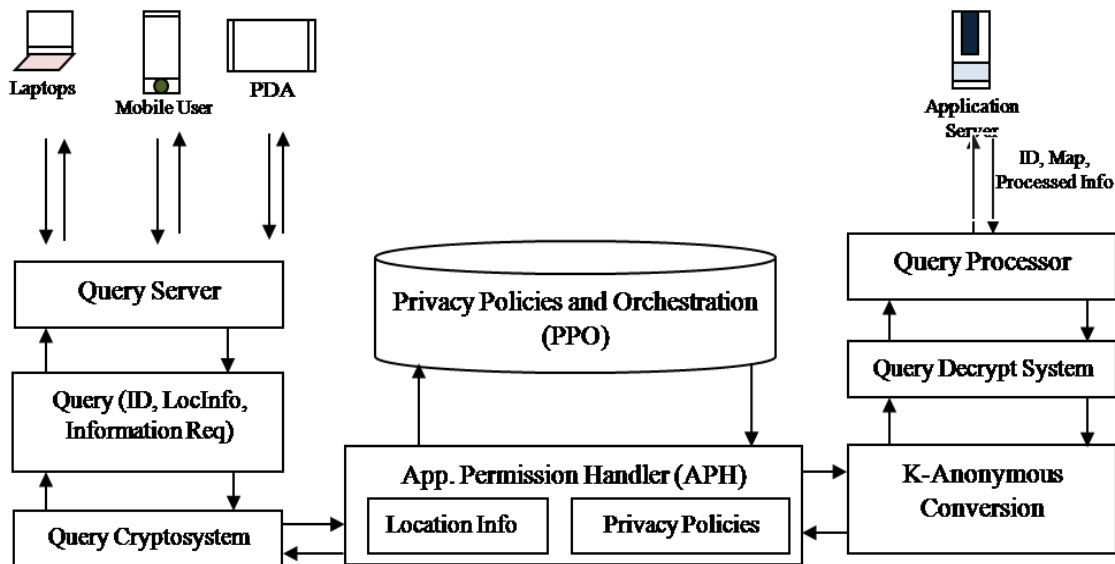 Laptops
Mobile User
PDA
Application
Server
ID, Map,
Processed Info
Query Server
Privacy Policies and Orchestration
(PPO)
Query Processor
Query (ID, LocInfo,
Information Req)
Query Decrypt System
App. Permission Handler (APH)
Location Info
Privacy Policies
K-Anonymous
Conversion
Query Cryptosystem